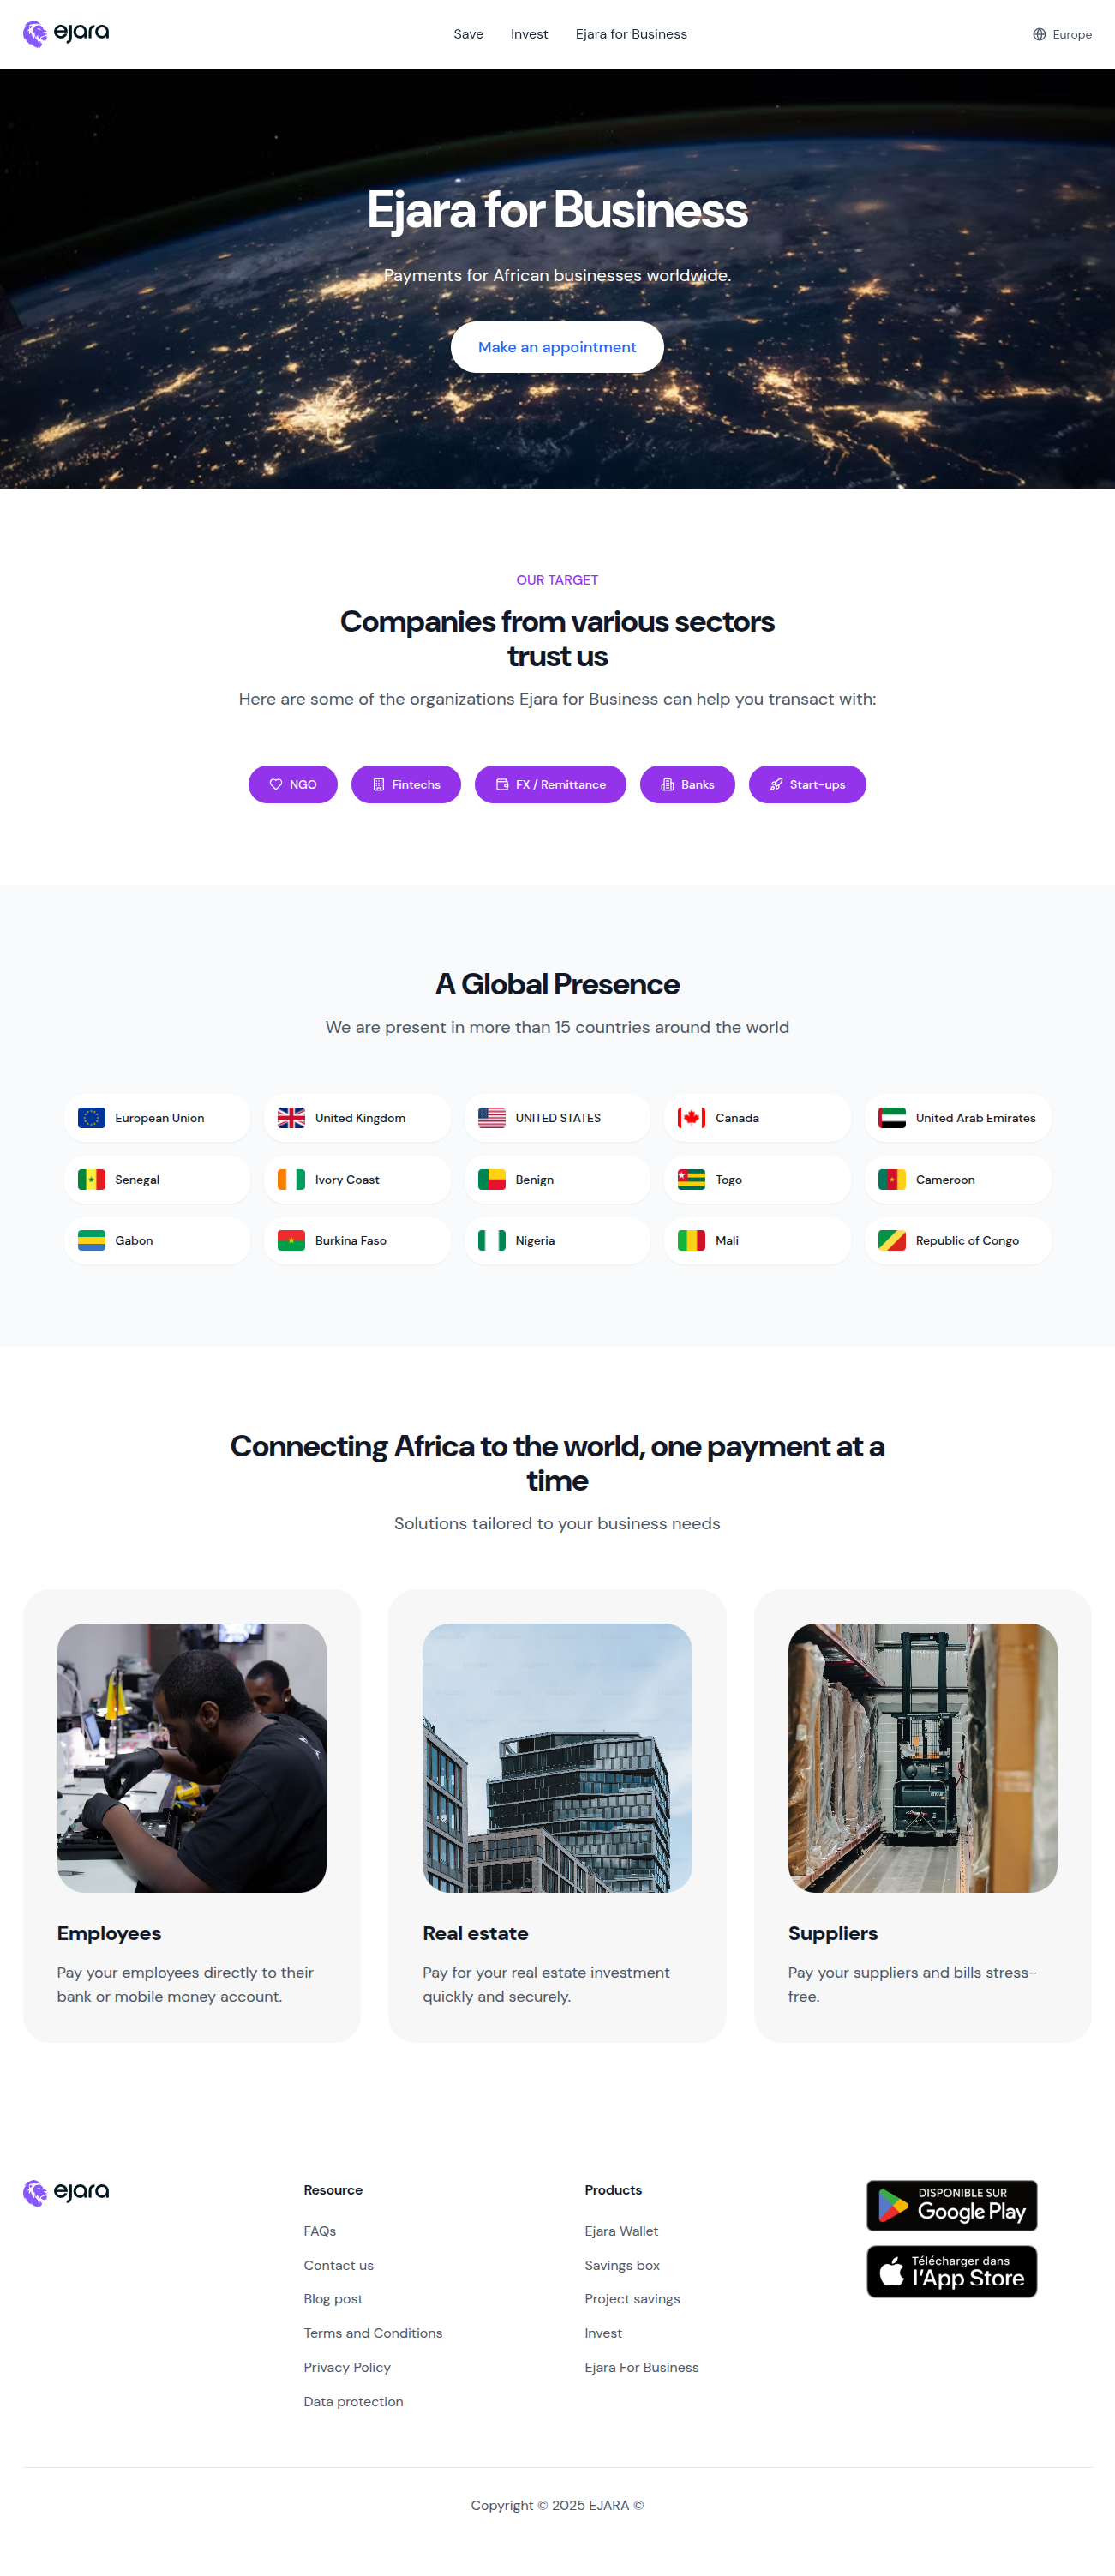 ejara
Save
Invest
Ejara for Business
Europe
Ejara for Business
Payments for African businesses worldwide.
Make an appointment
OUR TARGET
Companies from various sectors
trust us
Here are some of the organizations Ejara for Business can help you transact with:
NGO
Fintechs
FX / Remittance
Banks
Start-ups
A Global Presence
We are present in more than 15 countries around the world
European Union
United Kingdom
UNITED STATES
Canada
United Arab Emirates
Senegal
Ivory Coast
Benign
Togo
Cameroon
Gabon
Burkina Faso
Nigeria
Mali
Republic of Congo
Connecting Africa to the world, one payment at a
time
Solutions tailored to your business needs
Employees
Pay your employees directly to their
bank or mobile money account.
Real estate
Pay for your real estate investment
quickly and securely.
Suppliers
Pay your suppliers and bills stress-
free.
ejara
Resource
FAQs
Contact us
Blog post
Terms and Conditions
Privacy Policy
Data protection
Products
Ejara Wallet
Savings box
Project savings
Invest
Ejara For Business
DISPONIBLE SUR
Google Play
Télécharger dans
l'App Store
Copyright © 2025 EJARA ©